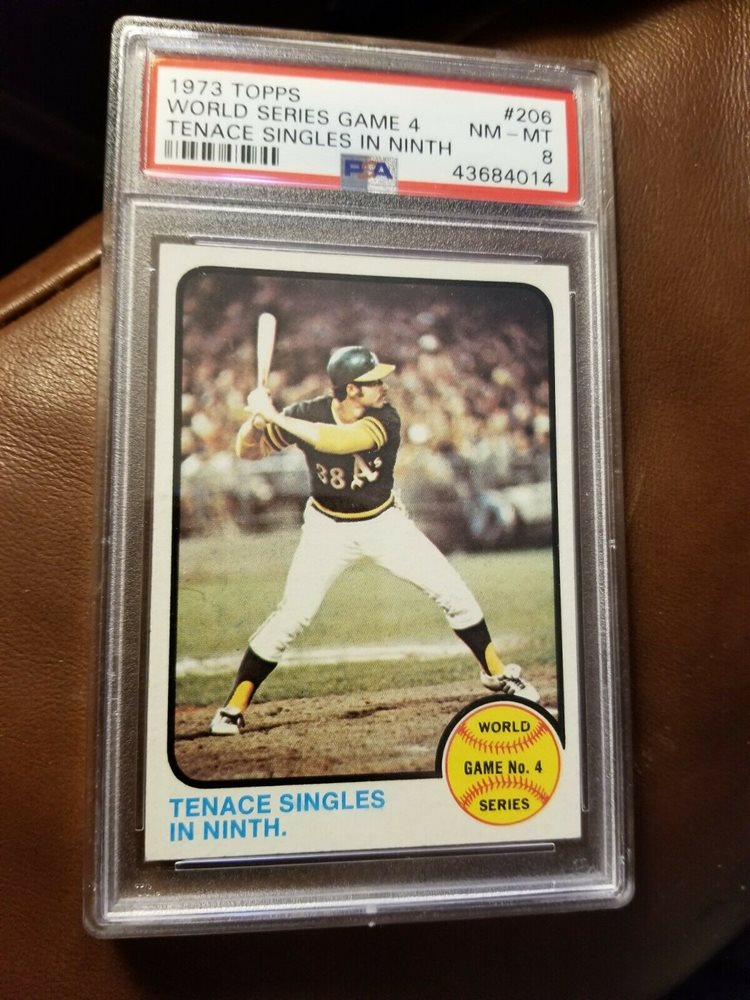 1973 TOPPS #206
WORLD SERIES GAME 4 NM-MT
TENACE SINGLES IN NINTH 8
PSA 43684014
38 A's
WORLD
GAME No. 4
SERIES
TENACE SINGLES
IN NINTH.